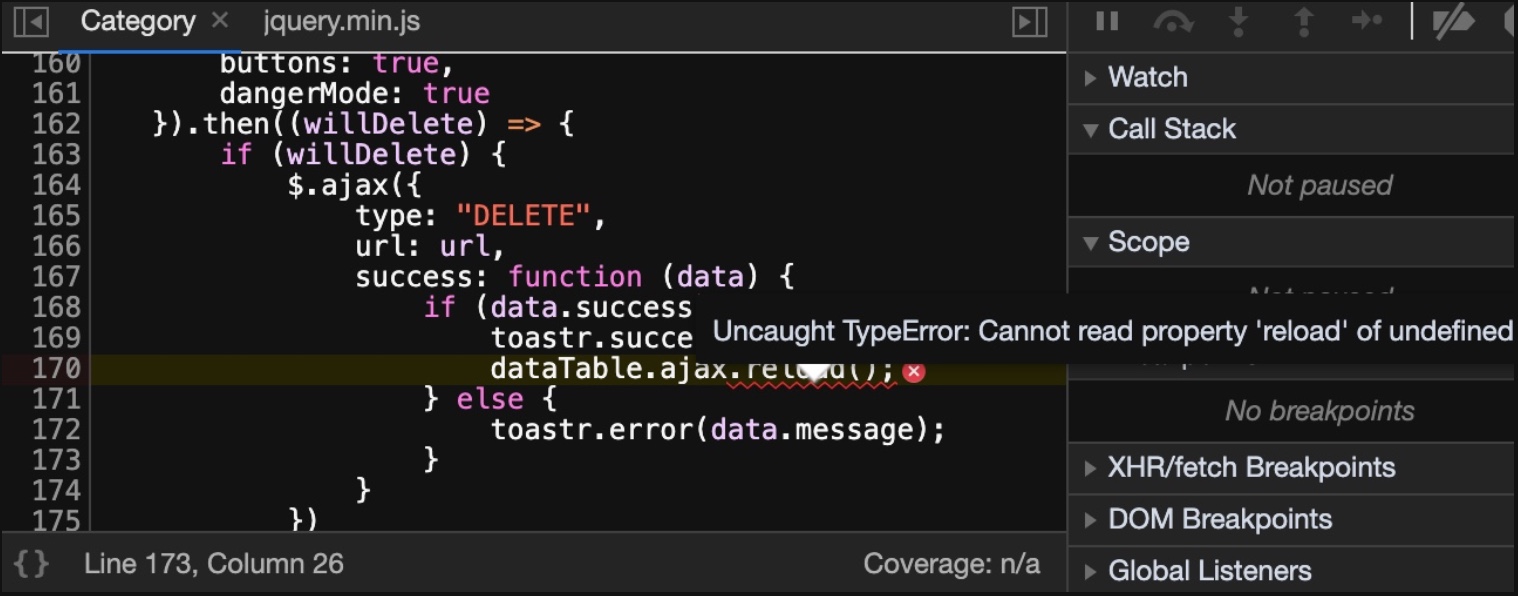 Category × jquery.min.js
160 buttons: true,
161 dangerMode: true
162 }).then((willDelete) => {
163 if (willDelete) {
164 $.ajax({
165 type: "DELETE",
166 url: url,
167 success: function (data) {
168 if (data.success
169 toastr.succe
170 dataTable.ajax.reload();
171 } else {
172 toastr.error(data.message);
173 }
174 }
175 })
Uncaught TypeError: Cannot read property 'reload' of undefined
{} Line 173, Column 26
Coverage: n/a
Watch
Call Stack
Not paused
Scope
Not paused
No breakpoints
XHR/fetch Breakpoints
DOM Breakpoints
Global Listeners